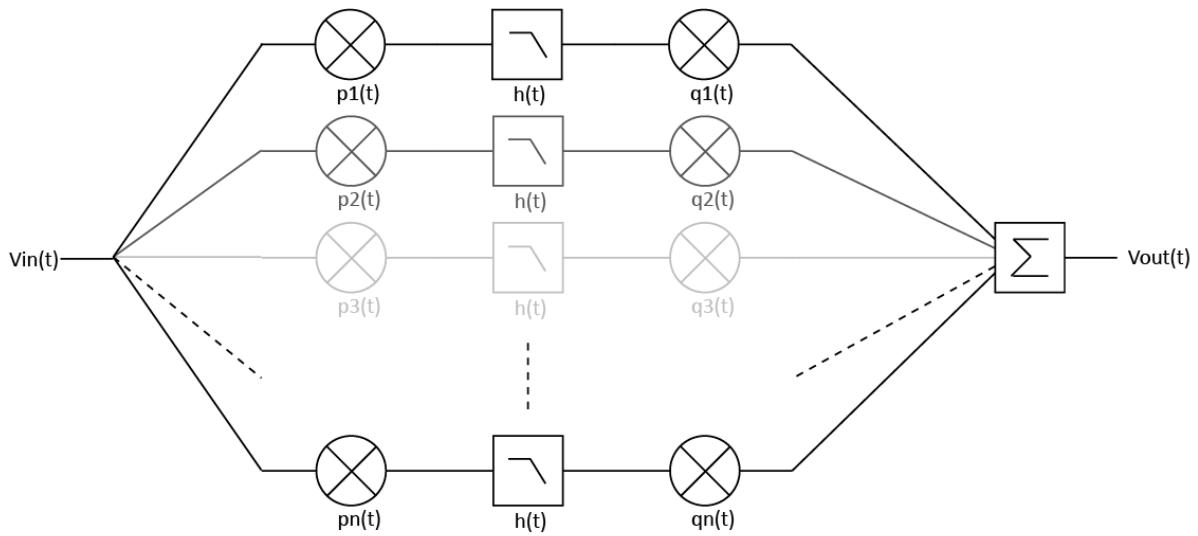 p1(t)
h(t)
q1(t)
p2(t)
h(t)
q2(t)
Vin(t)
Σ
Vout(t)
p3(t)
h(t)
q3(t)
pn(t)
h(t)
qn(t)